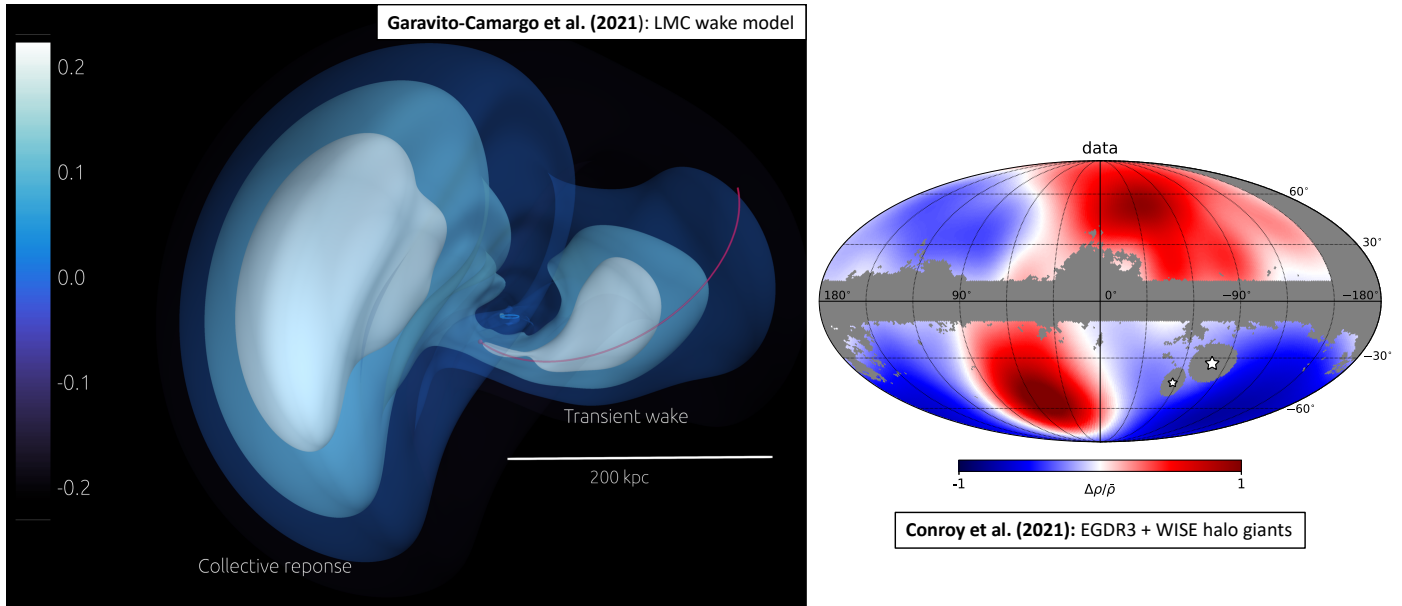 Garavito-Camargo et al. (2021): LMC wake model
0.2
0.1
0.0
-0.1
-0.2
Transient wake
200 kpc
Collective reponse
data
60°
30°
180°
90°
0°
−90°
−180°
−30°
−60°
-1
1
Δρ/ρ̄
Conroy et al. (2021): EGDR3 + WISE halo giants